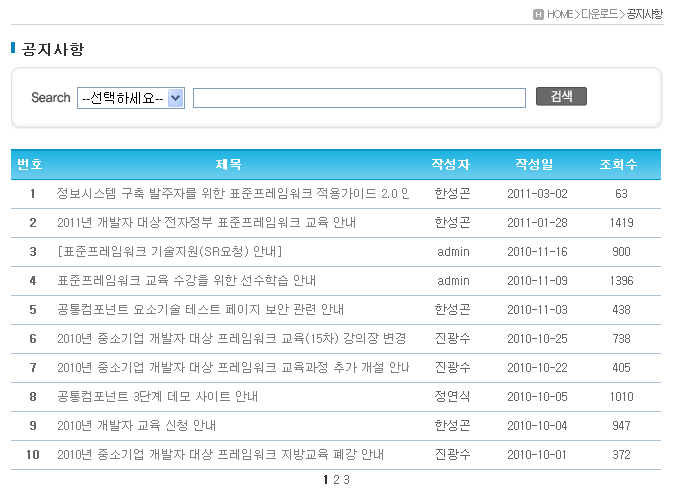 H HOME > 다운로드 > 공지사항
공지사항
Search --선택하세요-- 검색
번호 제목 작성자 작성일 조회수
1 정보시스템 구축 발주자를 위한 표준프레임워크 적용가이드 2.0 안 한성곤 2011-03-02 63
2 2011년 개발자 대상 전자정부 표준프레임워크 교육 안내 한성곤 2011-01-28 1419
3 [표준프레임워크 기술지원(SR요청) 안내] admin 2010-11-16 900
4 표준프레임워크 교육 수강을 위한 선수학습 안내 admin 2010-11-09 1396
5 공통컴포넌트 요소기술 테스트 페이지 보안 관련 안내 한성곤 2010-11-03 438
6 2010년 중소기업 개발자 대상 프레임워크 교육(15차) 강의장 변경 진광수 2010-10-25 738
7 2010년 중소기업 개발자 대상 프레임워크 교육과정 추가 개설 안내 진광수 2010-10-22 405
8 공통컴포넌트 3단계 데모 사이트 안내 정연식 2010-10-05 1010
9 2010년 개발자 교육 신청 안내 한성곤 2010-10-04 947
10 2010년 중소기업 개발자 대상 프레임워크 지방교육 폐강 안내 진광수 2010-10-01 372
1 2 3